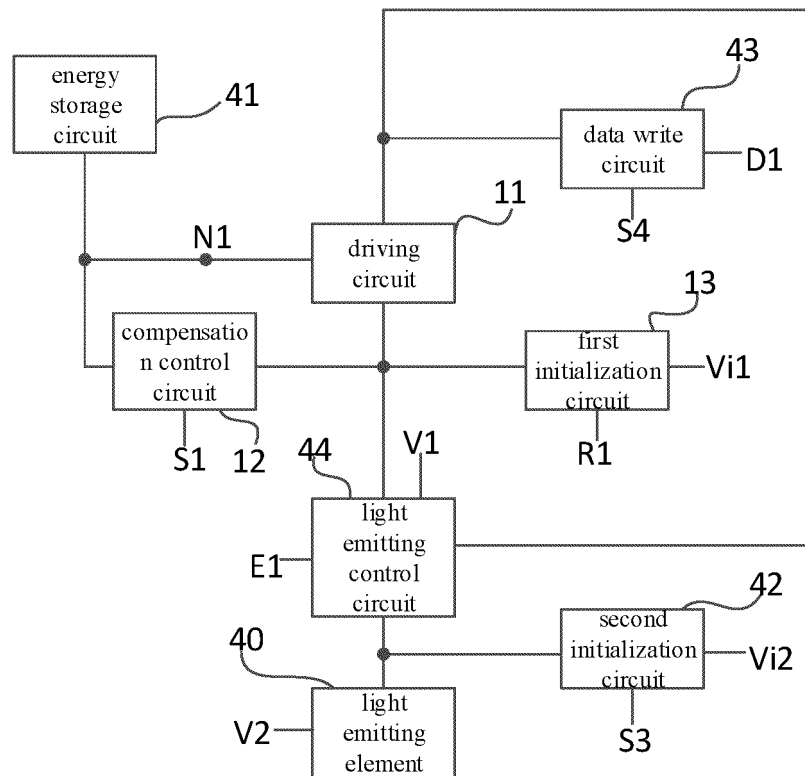 energy
storage
circuit
41
43
data write
circuit
D1
S4
11
N1
driving
circuit
13
compensatio
n control
circuit
first
initialization
circuit
Vi1
S1
12
R1
44
V1
light
emitting
control
circuit
E1
42
second
initialization
circuit
Vi2
40
S3
light
emitting
element
V2